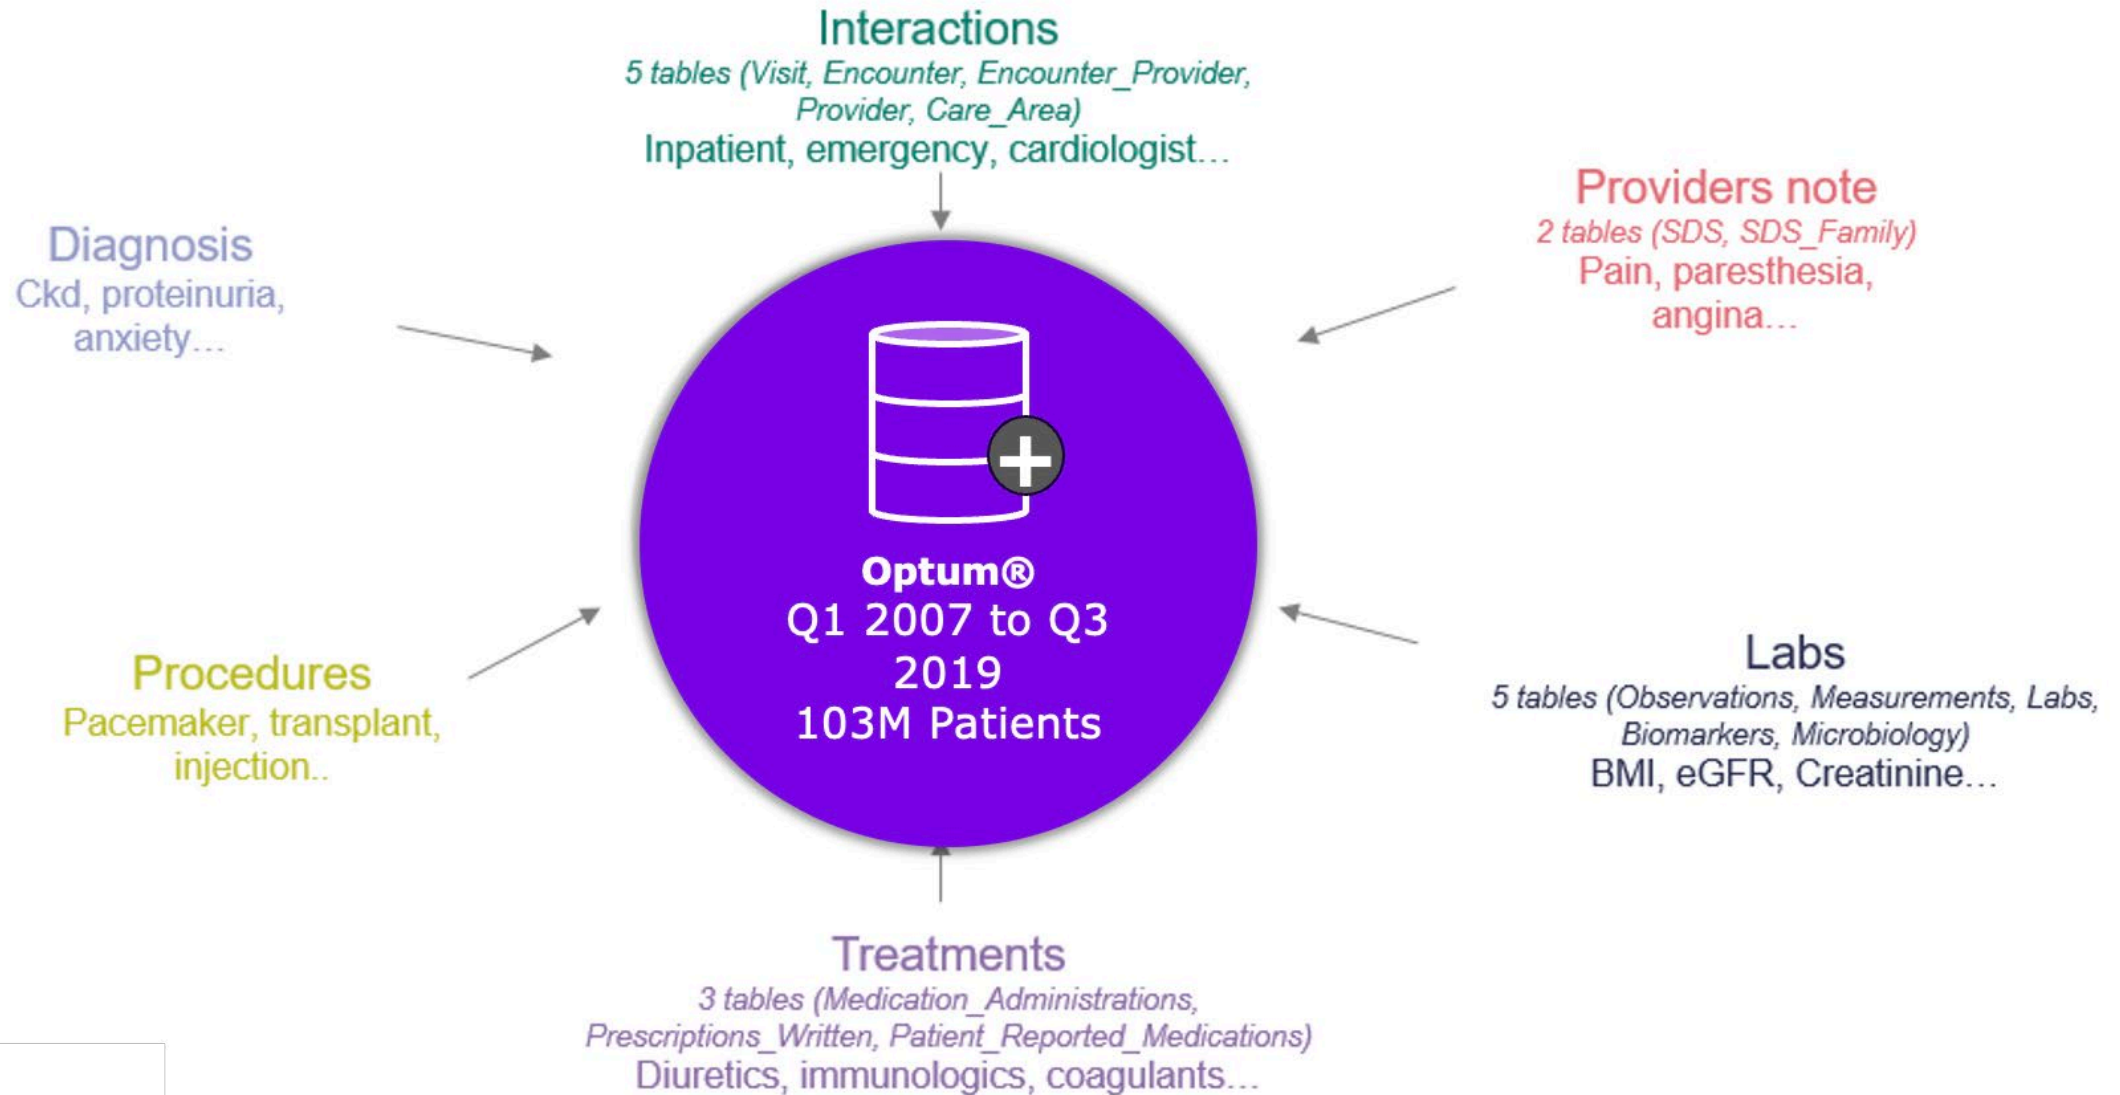 Interactions
5 tables (Visit, Encounter, Encounter_Provider,
Provider, Care_Area)
Inpatient, emergency, cardiologist...
Providers note
2 tables (SDS, SDS_Family)
Pain, paresthesia,
angina...
Diagnosis
Ckd, proteinuria,
anxiety...
Optum®
Q1 2007 to Q3
2019
103M Patients
Procedures
Pacemaker, transplant,
injection..
Labs
5 tables (Observations, Measurements, Labs,
Biomarkers, Microbiology)
BMI, eGFR, Creatinine...
Treatments
3 tables (Medication_Administrations,
Prescriptions_Written, Patient_Reported_Medications)
Diuretics, immunologics, coagulants...